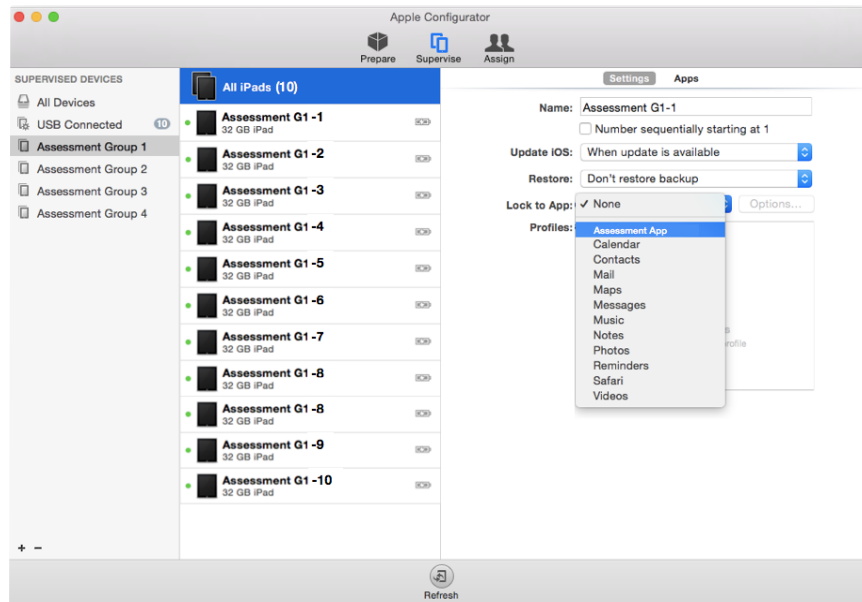 Apple Configurator
Prepare Supervise Assign
SUPERVISED DEVICES
All Devices
USB Connected 10
Assessment Group 1
Assessment Group 2
Assessment Group 3
Assessment Group 4
All iPads (10)
Assessment G1-1
32 GB iPad
Assessment G1-2
32 GB iPad
Assessment G1-3
32 GB iPad
Assessment G1-4
32 GB iPad
Assessment G1-5
32 GB iPad
Assessment G1-6
32 GB iPad
Assessment G1-7
32 GB iPad
Assessment G1-8
32 GB iPad
Assessment G1-8
32 GB iPad
Assessment G1-9
32 GB iPad
Assessment G1-10
32 GB iPad
Settings Apps
Name: Assessment G1-1
Number sequentially starting at 1
Update iOS: When update is available
Restore: Don't restore backup
Lock to App: ✓ None Options...
Profiles:
Assessment App
Calendar
Contacts
Mail
Maps
Messages
Music
Notes
Photos
Reminders
Safari
Videos
+ −
Refresh